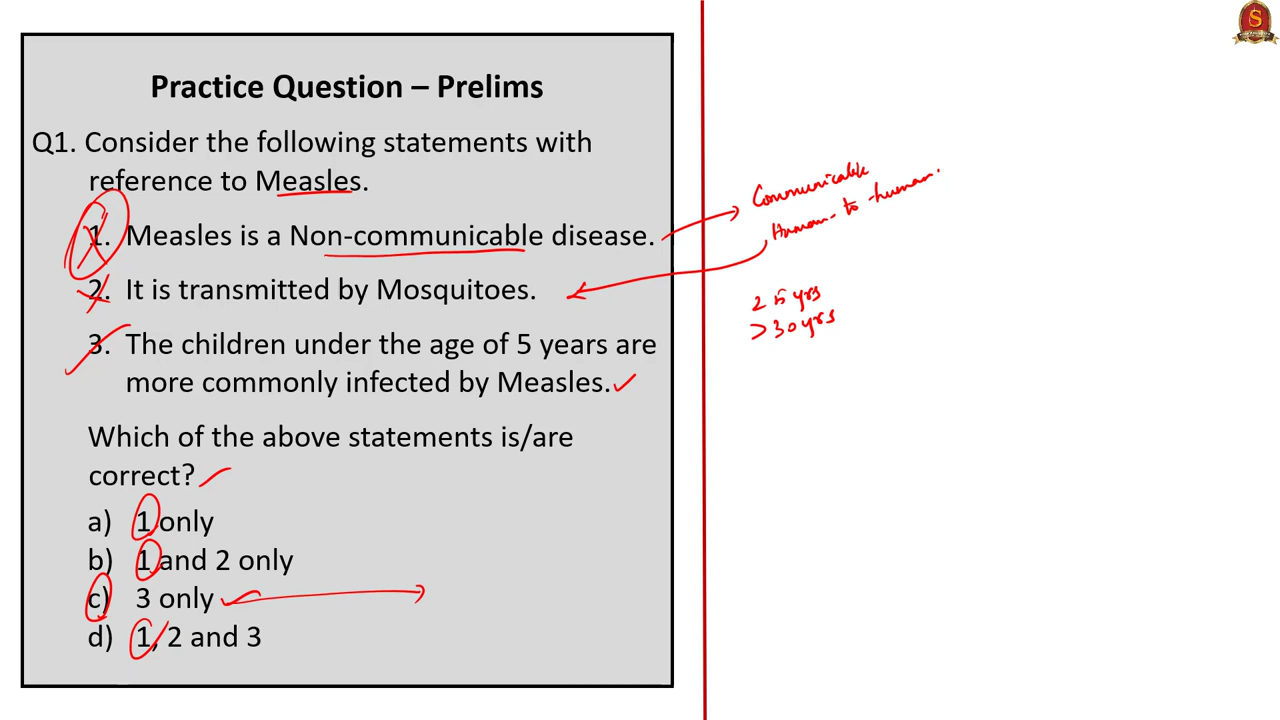 Practice Question – Prelims
Q1. Consider the following statements with
reference to Measles.
1. Measles is a Non-communicable disease.
2. It is transmitted by Mosquitoes.
3. The children under the age of 5 years are
more commonly infected by Measles.
Which of the above statements is/are
correct?
a) 1 only
b) 1 and 2 only
c) 3 only
d) 1, 2 and 3
Communicable
Human-to-human.
>30 yrs